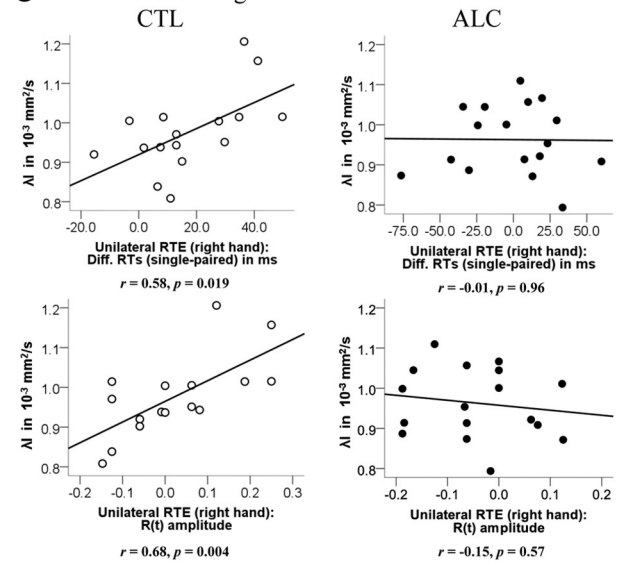 CTL
ALC
1.2
1.1
1.0
0.9
0.8
λl in 10-3 mm2/s
-20.0 0.0 20.0 40.0
Unilateral RTE (right hand):
Diff. RTs (single-paired) in ms
r = 0.58, p = 0.019
1.2
1.1
1.0
0.9
0.8
λl in 10-3 mm2/s
-75.0 -50.0 -25.0 0.0 25.0 50.0
Unilateral RTE (right hand):
Diff. RTs (single-paired) in ms
r = -0.01, p = 0.96
1.2
1.1
1.0
0.9
0.8
λl in 10-3 mm2/s
-0.2 -0.1 0.0 0.1 0.2 0.3
Unilateral RTE (right hand):
R(t) amplitude
r = 0.68, p = 0.004
1.2
1.1
1.0
0.9
0.8
λl in 10-3 mm2/s
-0.2 -0.1 0.0 0.1 0.2
Unilateral RTE (right hand):
R(t) amplitude
r = -0.15, p = 0.57